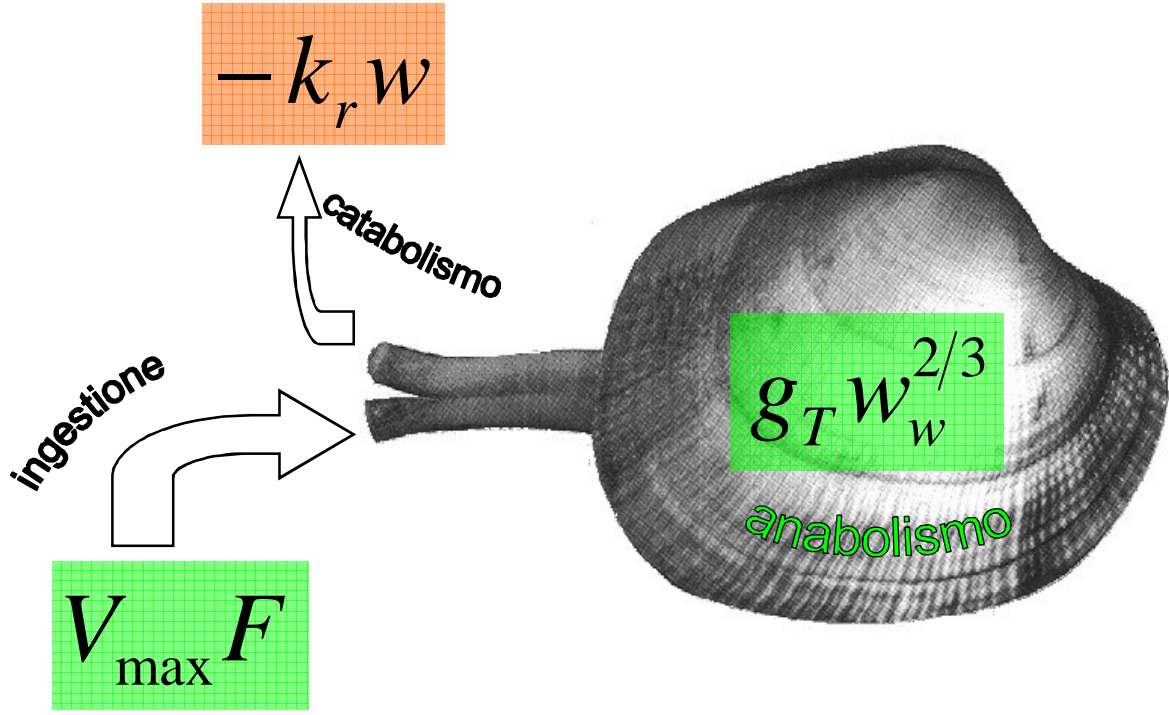 −k_r w
catabolismo
ingestione
g_T w_w^{2/3}
anabolismo
V_max F